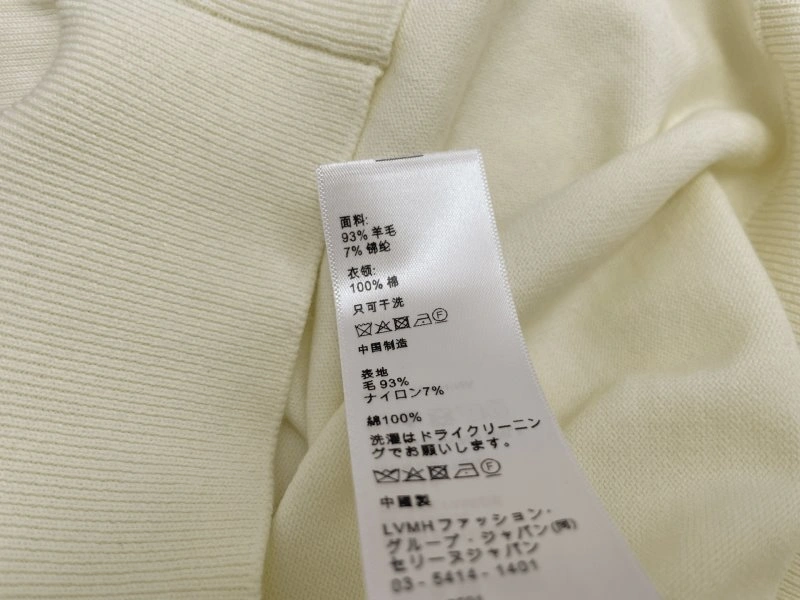 面料:
93% 羊毛
7% 锦纶
衣领:
100% 棉
只可干洗
中国制造
表地
毛 93%
ナイロン7%
綿100%
洗濯はドライクリーニン
グでお願いします。
中國製
LVMHファッション·
グループ·ジャパン(同)
セリーヌジャパン
03-5414-1401